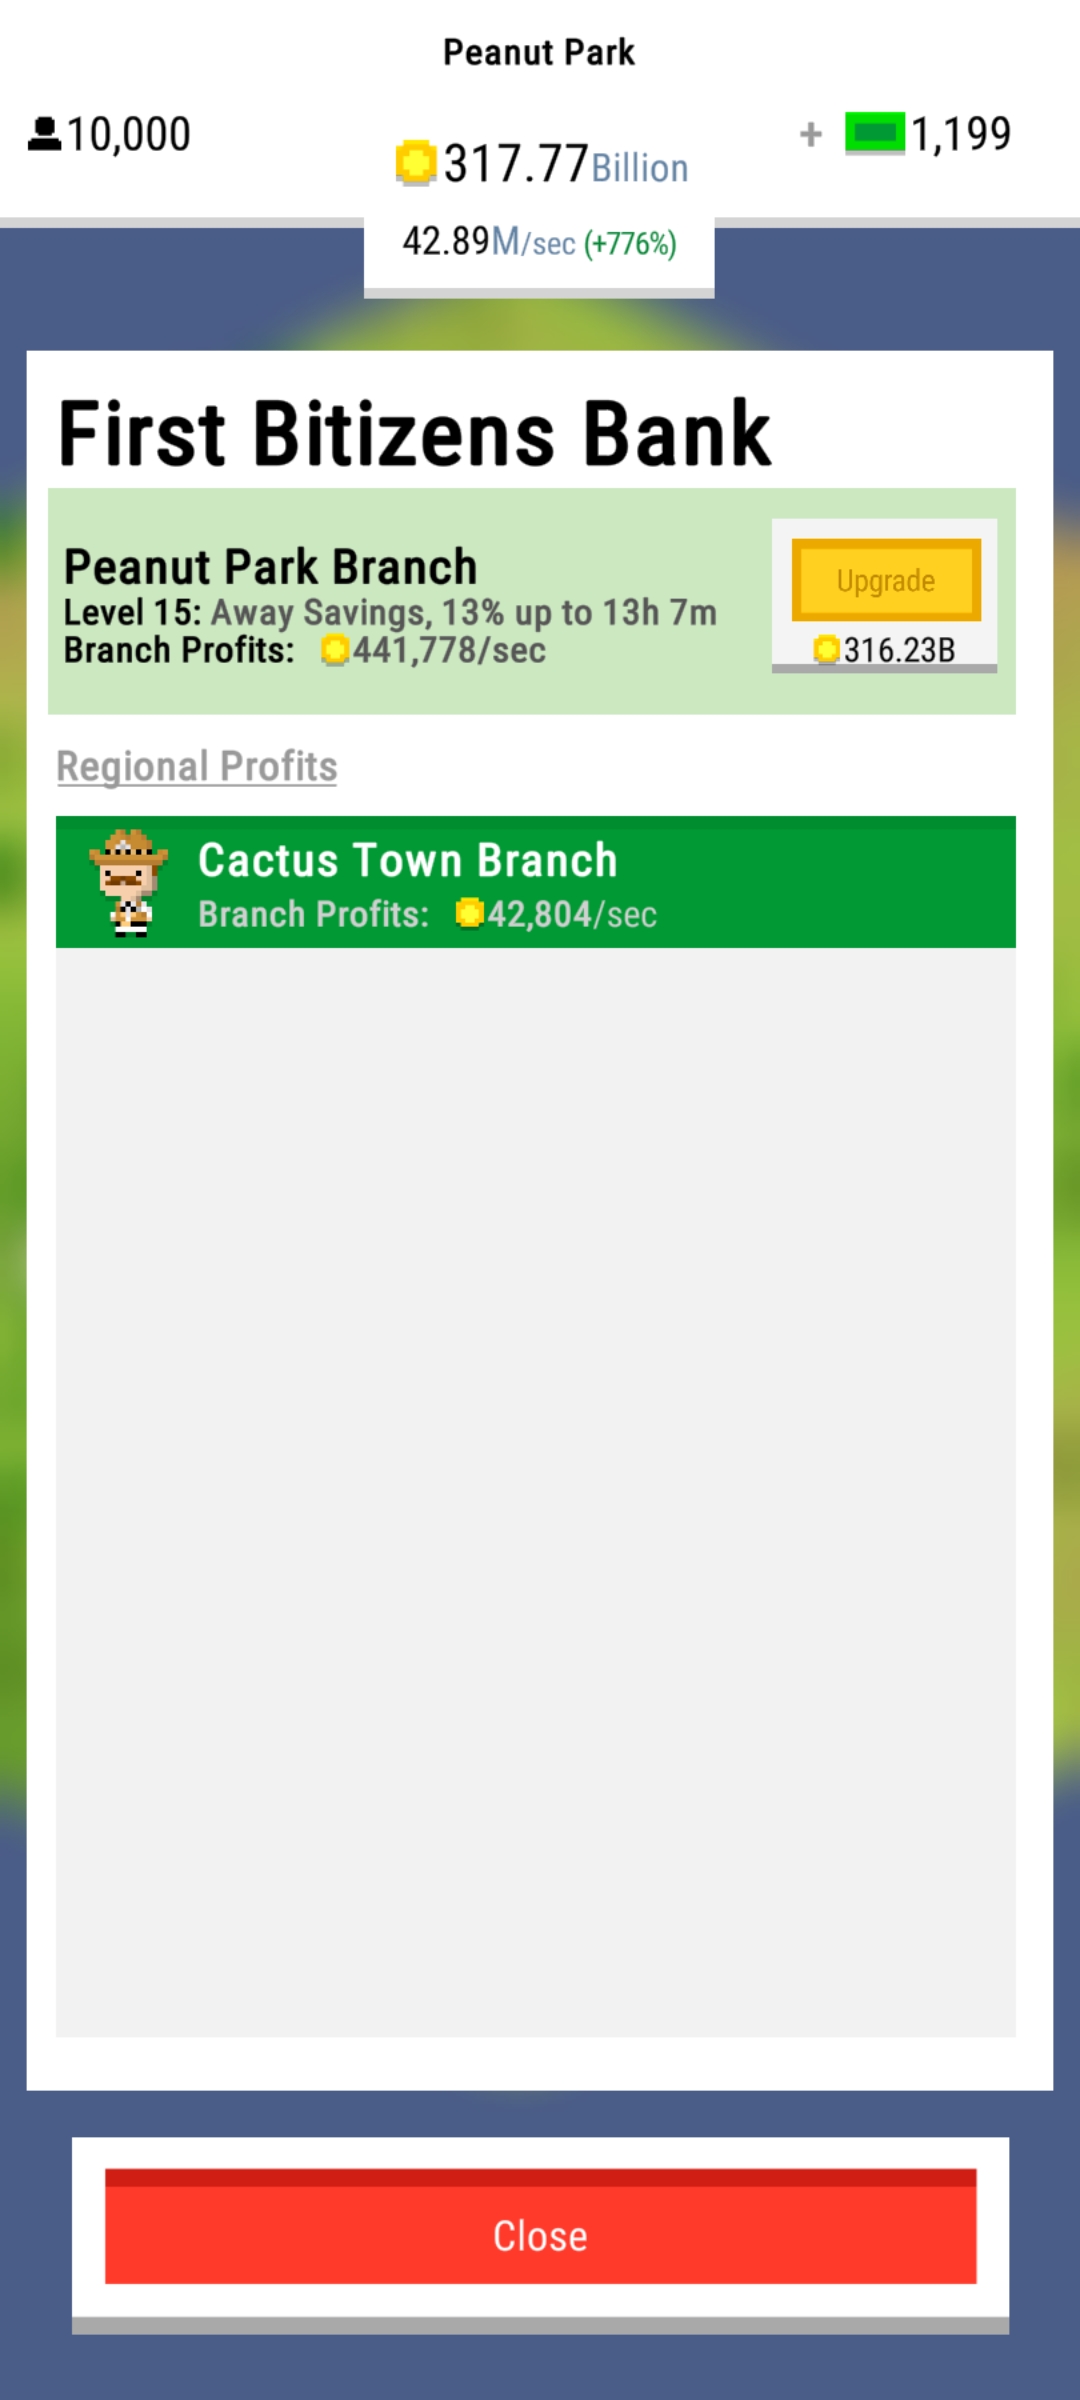 Peanut Park
10,000
317.77Billion
+ 1,199
42.89M/sec (+776%)
First Bitizens Bank
Peanut Park Branch
Level 15: Away Savings, 13% up to 13h 7m
Branch Profits: 441,778/sec
Upgrade
316.23B
Regional Profits
Cactus Town Branch
Branch Profits: 42,804/sec
Close